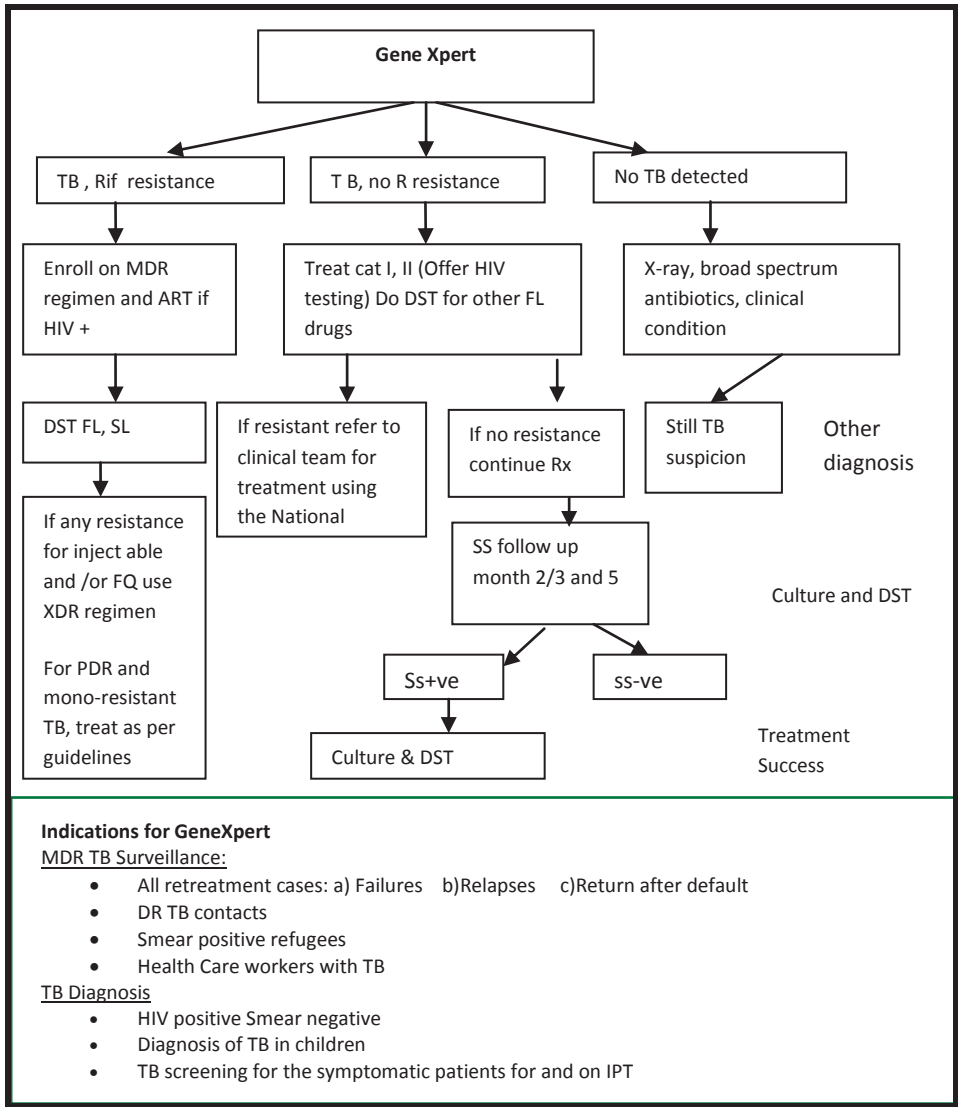 Gene Xpert
TB , Rif resistance
T B, no R resistance
No TB detected
Enroll on MDR
regimen and ART if
HIV +
Treat cat I, II (Offer HIV
testing) Do DST for other FL
drugs
X-ray, broad spectrum
antibiotics, clinical
condition
DST FL, SL
If resistant refer to
clinical team for
treatment using
the National
If no resistance
continue Rx
Still TB
suspicion
Other
diagnosis
If any resistance
for inject able
and /or FQ use
XDR regimen
For PDR and
mono-resistant
TB, treat as per
guidelines
SS follow up
month 2/3 and 5
Culture and DST
Ss+ve
ss-ve
Culture & DST
Treatment
Success
Indications for GeneXpert
MDR TB Surveillance:
• All retreatment cases: a) Failures b)Relapses c)Return after default
• DR TB contacts
• Smear positive refugees
• Health Care workers with TB
TB Diagnosis
• HIV positive Smear negative
• Diagnosis of TB in children
• TB screening for the symptomatic patients for and on IPT